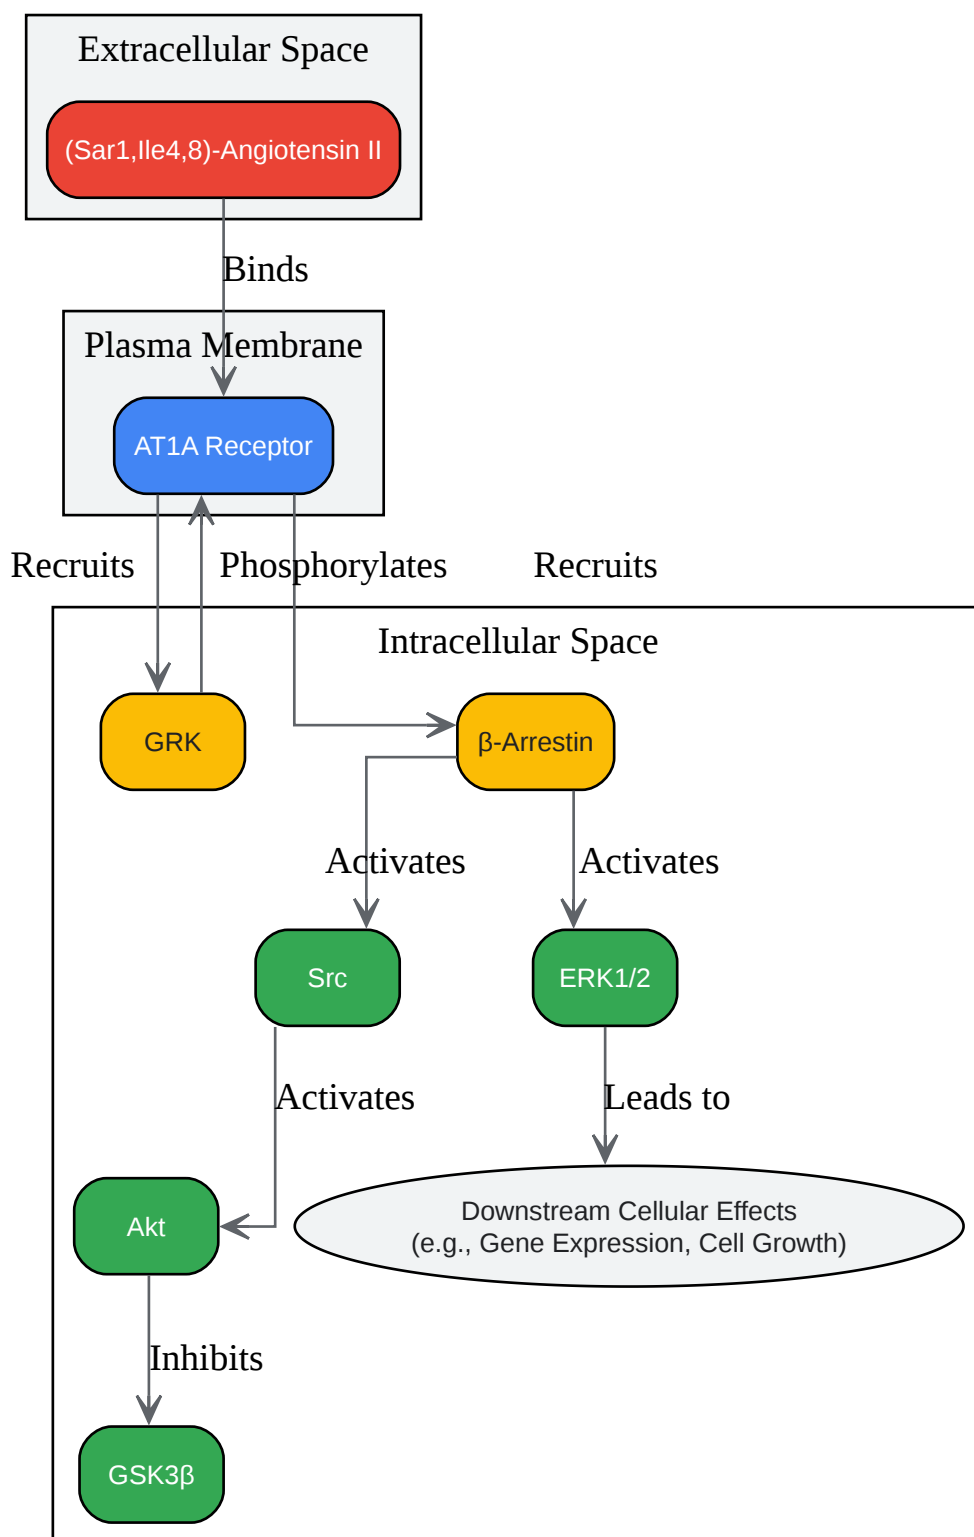 Extracellular Space
(Sar1,Ile4,8)-Angiotensin II
Binds
Plasma Membrane
AT1A Receptor
Recruits
Phosphorylates
Recruits
Intracellular Space
GRK
β-Arrestin
Activates
Activates
Src
ERK1/2
Activates
Leads to
Akt
Downstream Cellular Effects
(e.g., Gene Expression, Cell Growth)
Inhibits
GSK3β